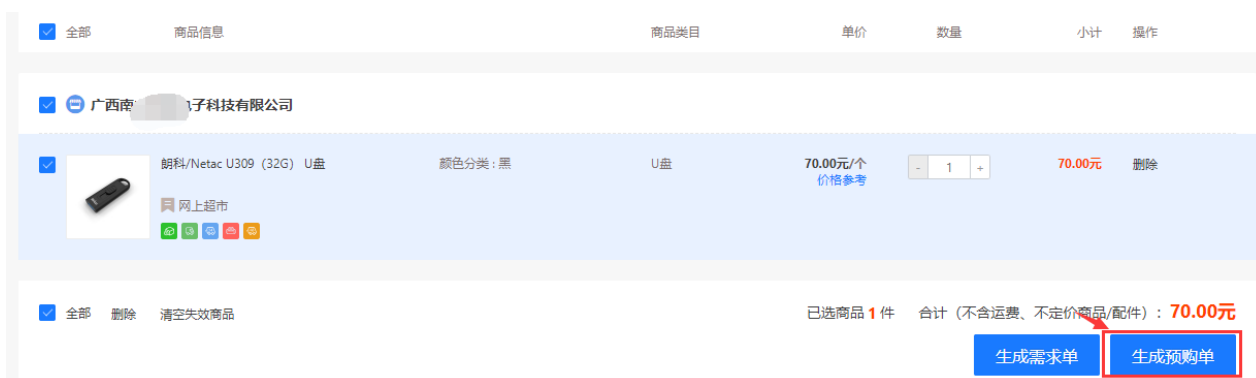 全部 商品信息 商品类目 单价 数量 小计 操作
广西南 子科技有限公司
朗科/Netac U309（32G） U盘 颜色分类 : 黑 U盘 70.00元/个 - 1 + 70.00元 删除
价格参考
网上超市
全部 删除 清空失效商品 已选商品 1 件 合计（不含运费、不定价商品/配件）: 70.00元
生成需求单 生成预购单